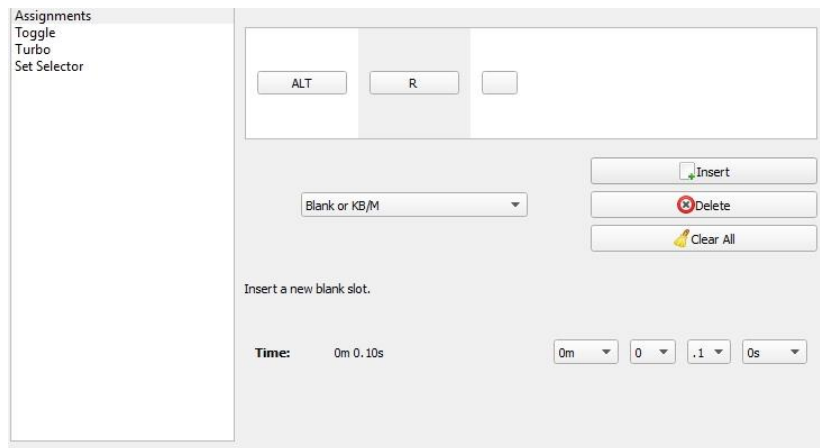 Assignments
Toggle
Turbo
Set Selector
ALT R
Insert
Blank or KB/M
Delete
Clear All
Insert a new blank slot.
Time: 0m 0.10s 0m 0 .1 0s